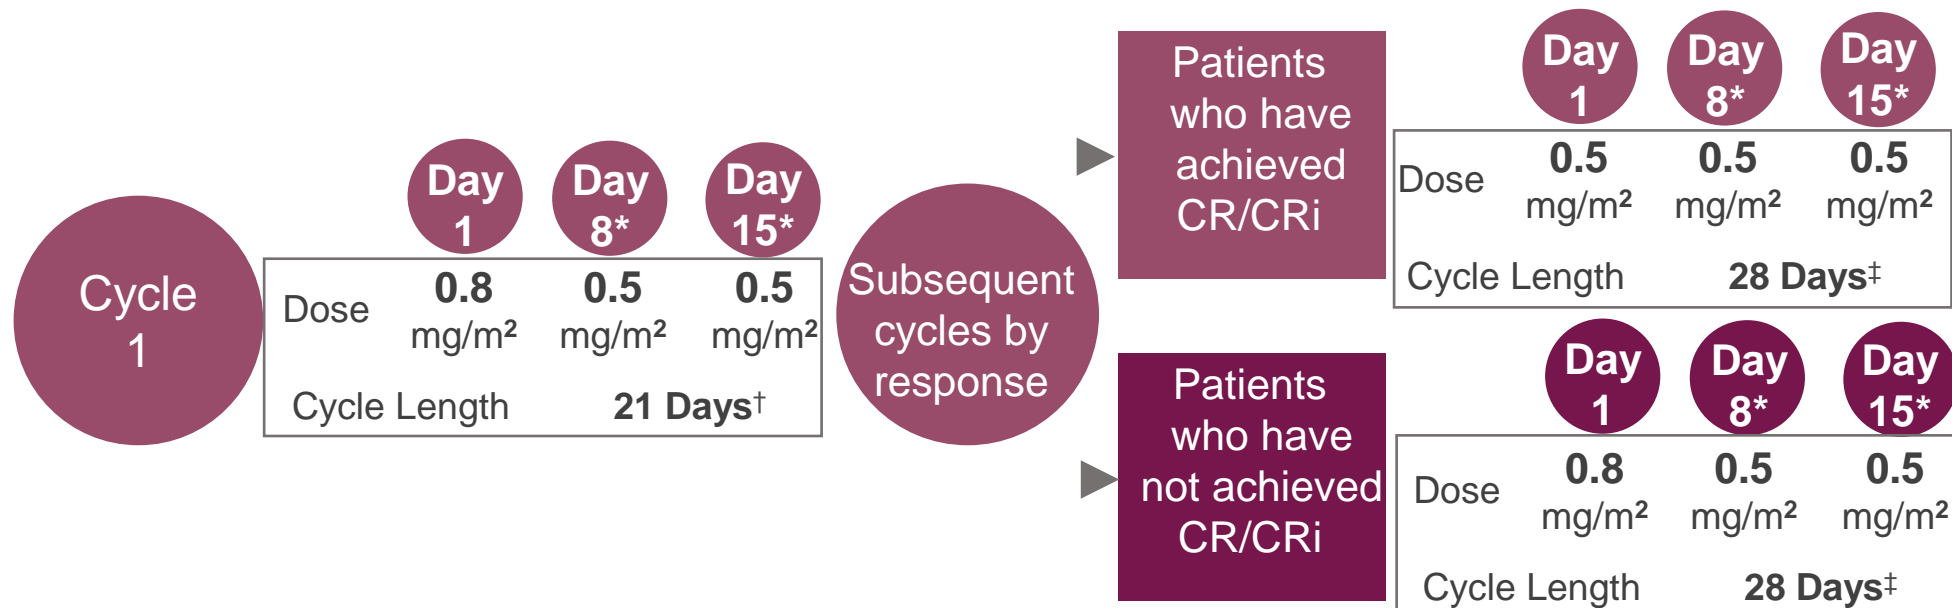 Cycle
1
Day
1
Day
8*
Day
15*
Dose
0.8
mg/m²
0.5
mg/m²
0.5
mg/m²
Cycle Length
21 Days†
Subsequent
cycles by
response
Patients
who have
achieved
CR/CRi
Day
1
Day
8*
Day
15*
Dose
0.5
mg/m²
0.5
mg/m²
0.5
mg/m²
Cycle Length
28 Days‡
Patients
who have
not achieved
CR/CRi
Day
1
Day
8*
Day
15*
Dose
0.8
mg/m²
0.5
mg/m²
0.5
mg/m²
Cycle Length
28 Days‡